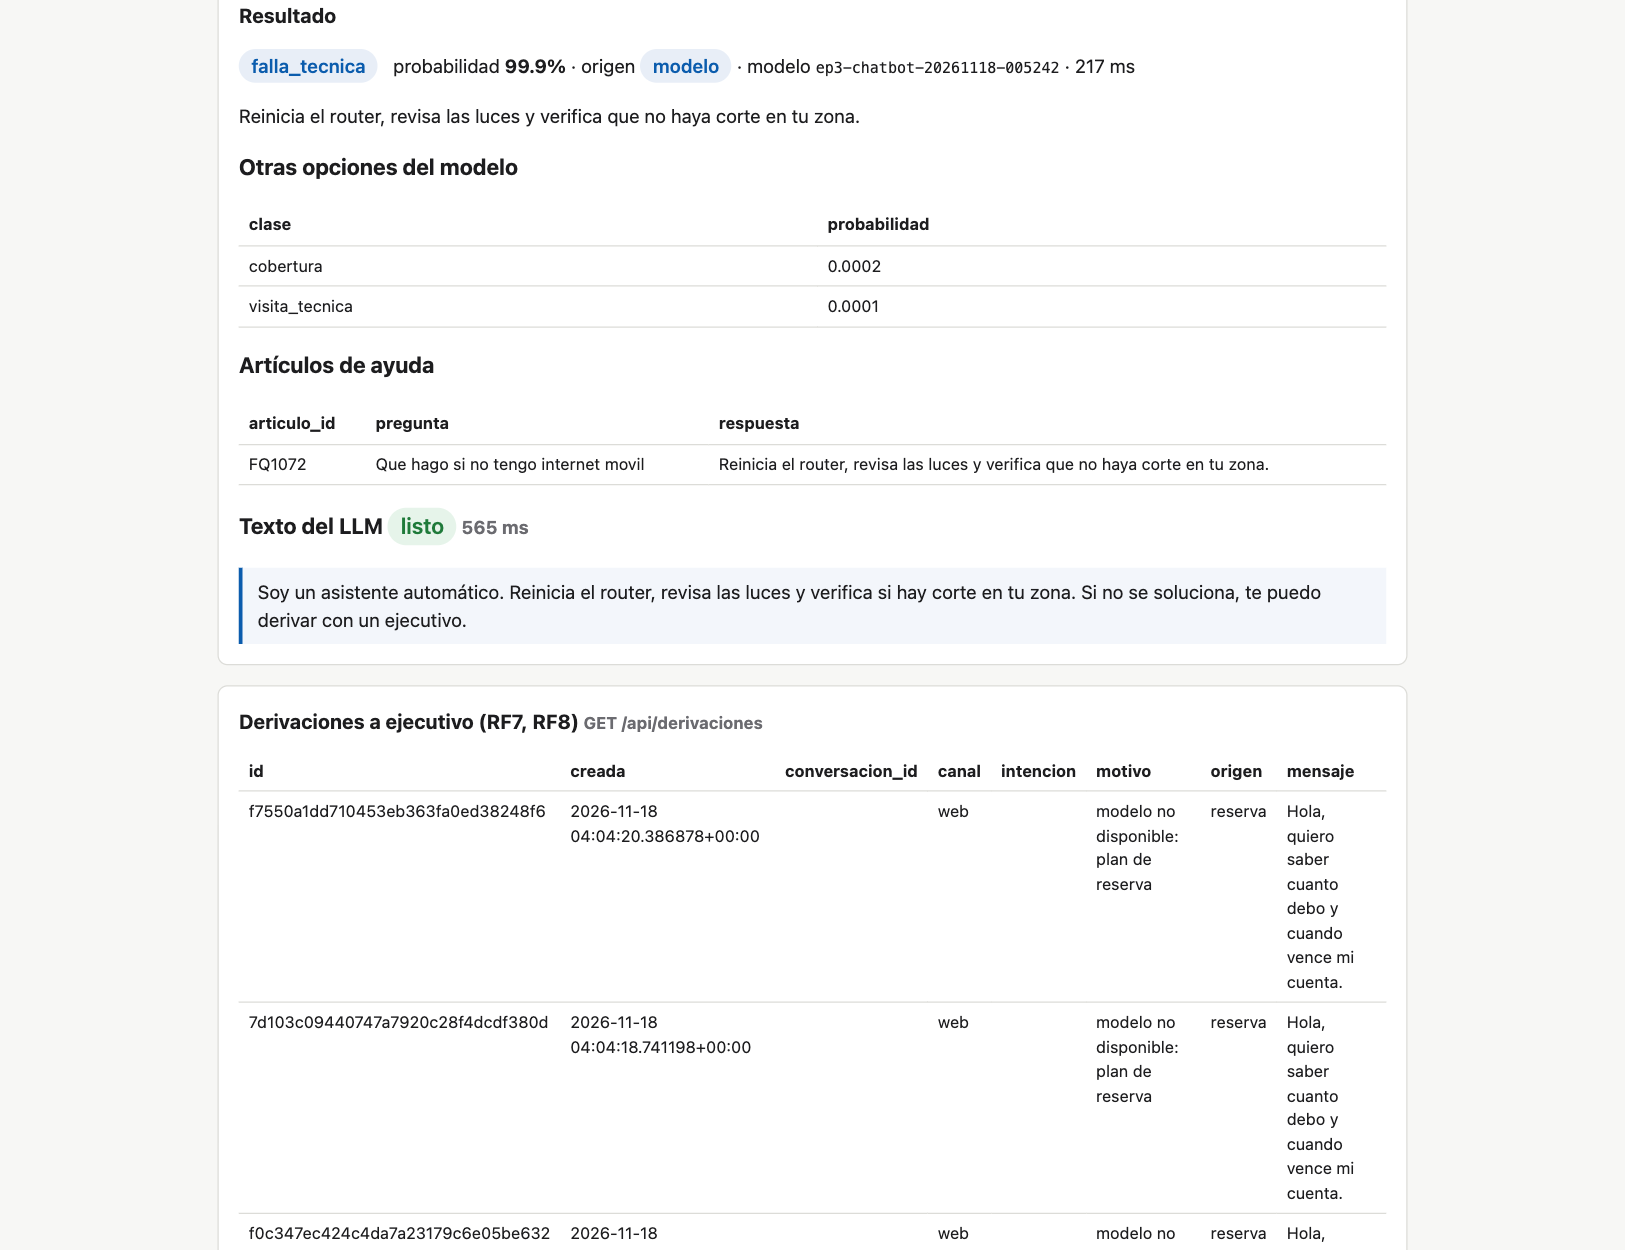 Resultado
falla_tecnica probabilidad 99.9% · origen modelo · modelo ep3-chatbot-20261118-005242 · 217 ms
Reinicia el router, revisa las luces y verifica que no haya corte en tu zona.
Otras opciones del modelo
clase probabilidad
cobertura 0.0002
visita_tecnica 0.0001
Artículos de ayuda
articulo_id pregunta respuesta
FQ1072 Que hago si no tengo internet movil Reinicia el router, revisa las luces y verifica que no haya corte en tu zona.
Texto del LLM listo 565 ms
Soy un asistente automático. Reinicia el router, revisa las luces y verifica si hay corte en tu zona. Si no se soluciona, te puedo
derivar con un ejecutivo.
Derivaciones a ejecutivo (RF7, RF8) GET /api/derivaciones
id creada conversacion_id canal intencion motivo origen mensaje
f7550a1dd710453eb363fa0ed38248f6 2026-11-18 web modelo no reserva Hola,
04:04:20.386878+00:00 disponible: quiero
plan de saber
reserva cuanto
debo y
cuando
vence mi
cuenta.
7d103c09440747a7920c28f4dcdf380d 2026-11-18 web modelo no reserva Hola,
04:04:18.741198+00:00 disponible: quiero
plan de saber
reserva cuanto
debo y
cuando
vence mi
cuenta.
f0c347ec424c4da7a23179c6e05be632 2026-11-18 web modelo no reserva Hola,